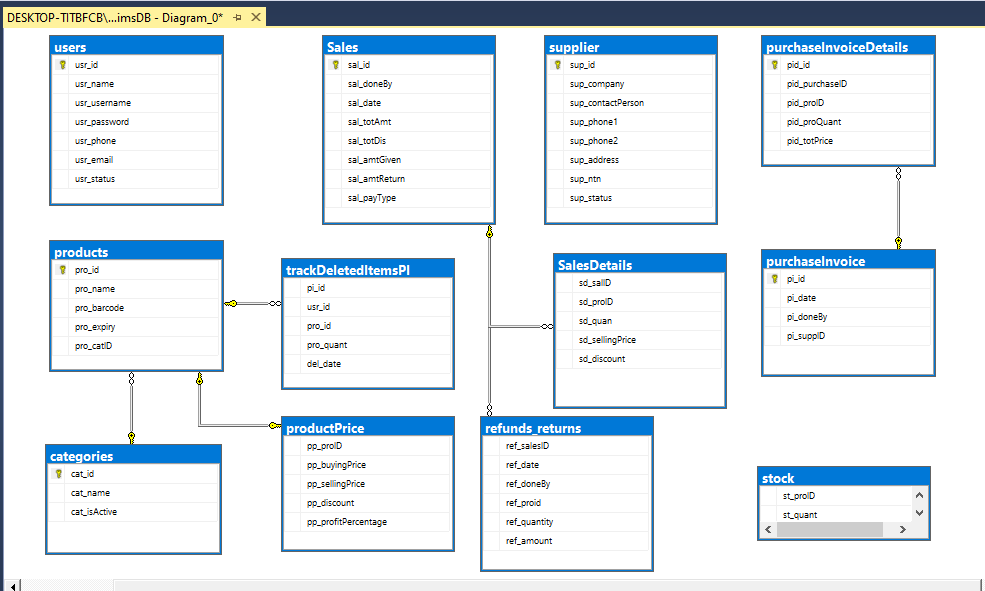 DESKTOP-TITBFCB\...imsDB - Diagram_0*
users
usr_id
usr_name
usr_username
usr_password
usr_phone
usr_email
usr_status
Sales
sal_id
sal_doneBy
sal_date
sal_totAmt
sal_totDis
sal_amtGiven
sal_amtReturn
sal_payType
supplier
sup_id
sup_company
sup_contactPerson
sup_phone1
sup_phone2
sup_address
sup_ntn
sup_status
purchaseInvoiceDetails
pid_id
pid_purchaseID
pid_proID
pid_proQuant
pid_totPrice
products
pro_id
pro_name
pro_barcode
pro_expiry
pro_catID
trackDeletedItemsPI
pi_id
usr_id
pro_id
pro_quant
del_date
SalesDetails
sd_salID
sd_proID
sd_quan
sd_sellingPrice
sd_discount
purchaseInvoice
pi_id
pi_date
pi_doneBy
pi_suppID
categories
cat_id
cat_name
cat_isActive
productPrice
pp_proID
pp_buyingPrice
pp_sellingPrice
pp_discount
pp_profitPercentage
refunds_returns
ref_salesID
ref_date
ref_doneBy
ref_proid
ref_quantity
ref_amount
stock
st_proID
st_quant